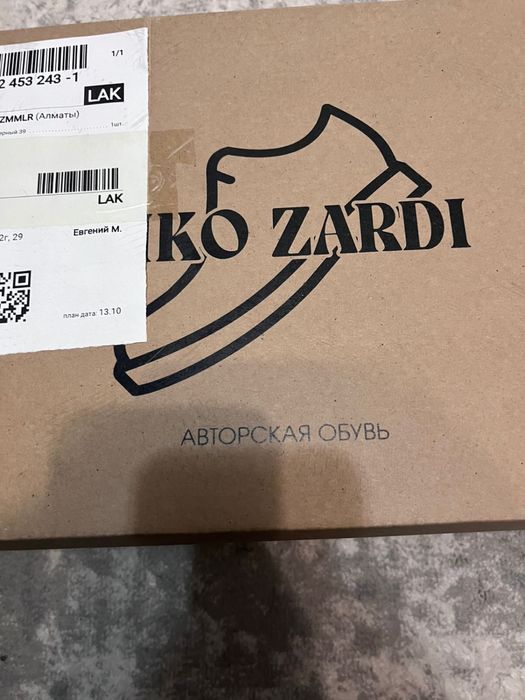 1/1
2 453 243 -1
LAK
ZMMLR (Алматы)
1шт.
LAK
2г, 29
Евгений М.
план дата: 13.10
IKO ZARDI
АВТОРСКАЯ ОБУВЬ